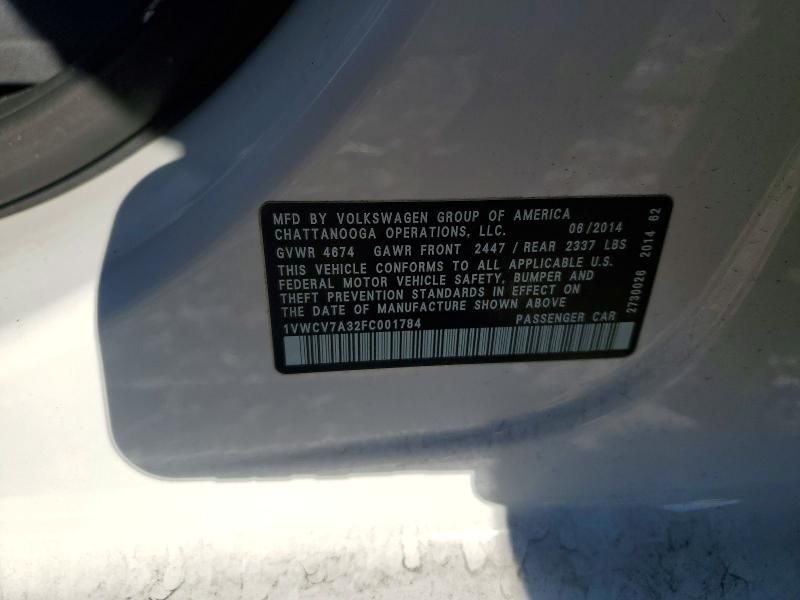 MFD BY VOLKSWAGEN GROUP OF AMERICA
CHATTANOOGA OPERATIONS, LLC. 06/2014
GVWR 4674 GAWR FRONT 2447 / REAR 2337 LBS
THIS VEHICLE CONFORMS TO ALL APPLICABLE U.S.
FEDERAL MOTOR VEHICLE SAFETY, BUMPER AND
THEFT PREVENTION STANDARDS IN EFFECT ON
THE DATE OF MANUFACTURE SHOWN ABOVE
1VWCV7A32FC001784 PASSENGER CAR
2730026 2014 62